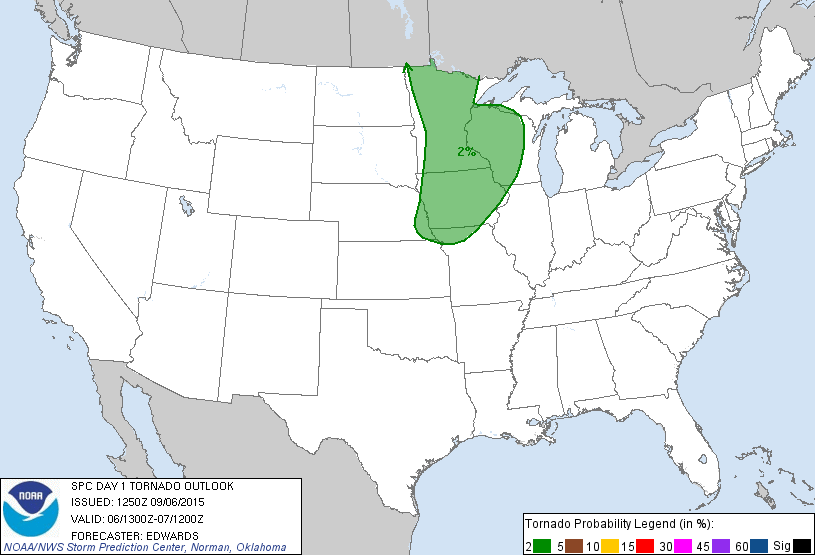 2%
SPC DAY 1 TORNADO OUTLOOK
ISSUED: 1250Z 09/06/2015
VALID: 06/1300Z-07/1200Z
FORECASTER: EDWARDS
NOAA/NWS Storm Prediction Center, Norman, Oklahoma
NOAA
Tornado Probability Legend (in %):
2 5 10 15 30 45 60 Sig